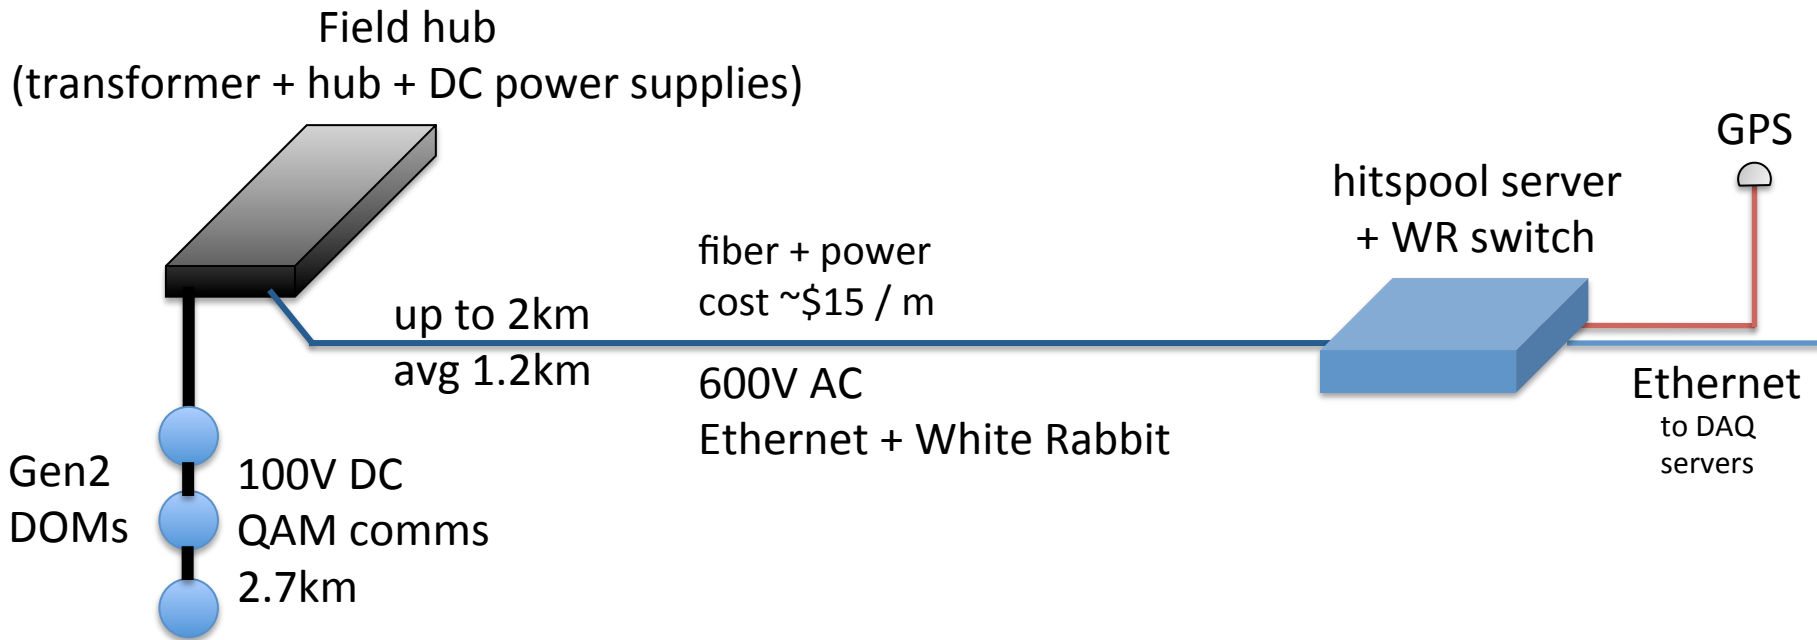 Field hub
(transformer + hub + DC power supplies)
GPS
hitspool server
+ WR switch
fiber + power
cost ~$15 / m
up to 2km
avg 1.2km
600V AC
Ethernet + White Rabbit
Ethernet
to DAQ
servers
Gen2
DOMs
100V DC
QAM comms
2.7km